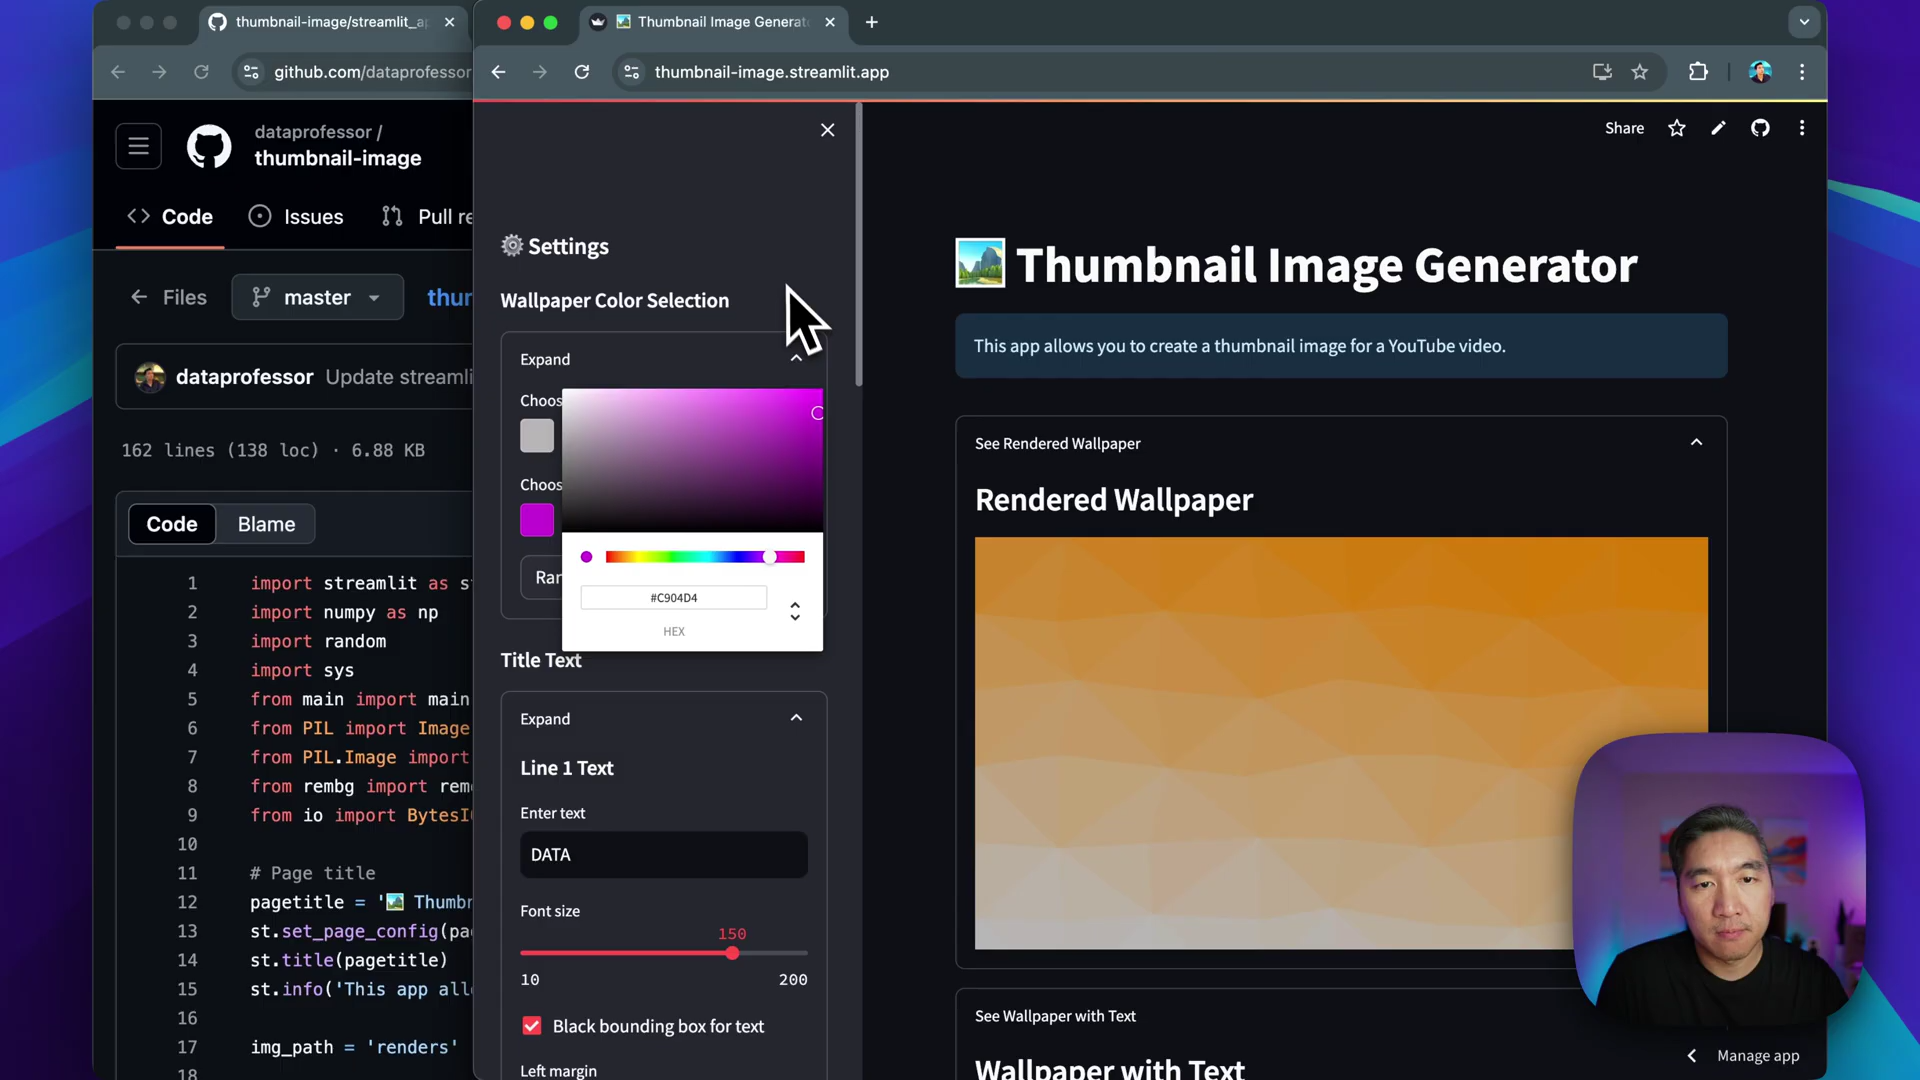 thumbnail-image/streamlit_a
github.com/dataprofessor
dataprofessor /
thumbnail-image
Code
Issues
Pull re
Files
master
thur
dataprofessor Update streamli
162 lines (138 loc) · 6.88 KB
Code
Blame
1 import streamlit as s
2 import numpy as np
3 import random
4 import sys
5 from main import main
6 from PIL import Image
7 from PIL.Image import
8 from rembg import rem
9 from io import BytesI
10
11 # Page title
12 pagetitle = '🖼️ Thumb
13 st.set_page_config(pa
14 st.title(pagetitle)
15 st.info('This app all
16
17 img_path = 'renders'
18
Thumbnail Image Generat
thumbnail-image.streamlit.app
⚙️ Settings
Wallpaper Color Selection
Expand
Choos
Choos
Ran
#C904D4
HEX
Title Text
Expand
Line 1 Text
Enter text
DATA
Font size
150
10
200
Black bounding box for text
Left margin
Share
🖼️ Thumbnail Image Generator
This app allows you to create a thumbnail image for a YouTube video.
See Rendered Wallpaper
Rendered Wallpaper
See Wallpaper with Text
Wallpaper with Text
Manage app